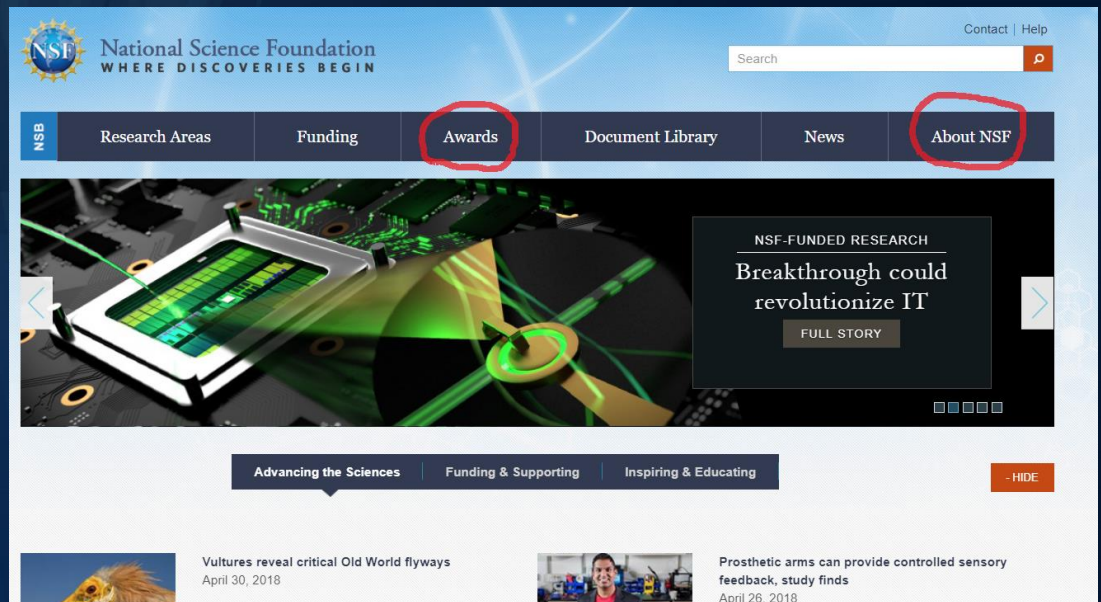 Contact | Help
NSF
National Science Foundation
WHERE DISCOVERIES BEGIN
Search
NSB
Research Areas
Funding
Awards
Document Library
News
About NSF
NSF-FUNDED RESEARCH
Breakthrough could
revolutionize IT
FULL STORY
Advancing the Sciences
Funding & Supporting
Inspiring & Educating
- HIDE
Vultures reveal critical Old World flyways
April 30, 2018
Prosthetic arms can provide controlled sensory
feedback, study finds
April 26, 2018